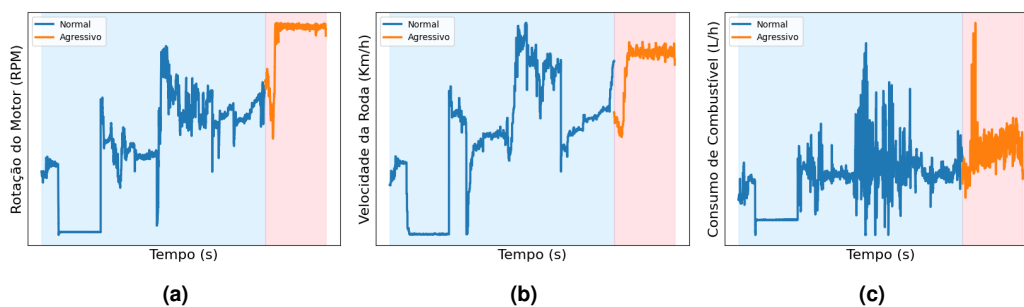 Rotação do Motor (RPM)
Normal
Agressivo
Tempo (s)
(a)
Velocidade da Roda (Km/h)
Normal
Agressivo
Tempo (s)
(b)
Consumo de Combustível (L/h)
Normal
Agressivo
Tempo (s)
(c)